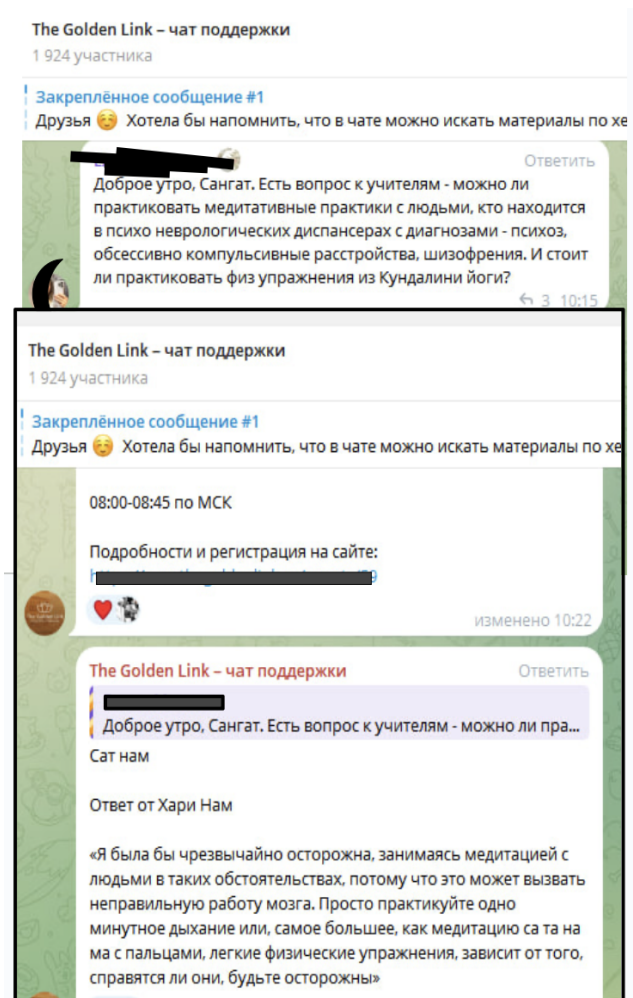 The Golden Link – чат поддержки
1 924 участника
Закреплённое сообщение #1
Друзья ☺️ Хотела бы напомнить, что в чате можно искать материалы по хе
Ответить
Доброе утро, Сангат. Есть вопрос к учителям - можно ли
практиковать медитативные практики с людьми, кто находится
в психо неврологических диспансерах с диагнозами - психоз,
обсессивно компульсивные расстройства, шизофрения. И стоит
ли практиковать физ упражнения из Кундалини йоги?
3 10:15
The Golden Link – чат поддержки
1 924 участника
Закреплённое сообщение #1
Друзья ☺️ Хотела бы напомнить, что в чате можно искать материалы по хе
08:00-08:45 по МСК
Подробности и регистрация на сайте:
изменено 10:22
The Golden Link – чат поддержки
Ответить
Доброе утро, Сангат. Есть вопрос к учителям - можно ли пра...
Сат нам
Ответ от Хари Нам
«Я была бы чрезвычайно осторожна, занимаясь медитацией с
людьми в таких обстоятельствах, потому что это может вызвать
неправильную работу мозга. Просто практикуйте одно
минутное дыхание или, самое большее, как медитацию са та на
ма с пальцами, легкие физические упражнения, зависит от того,
справятся ли они, будьте осторожны»